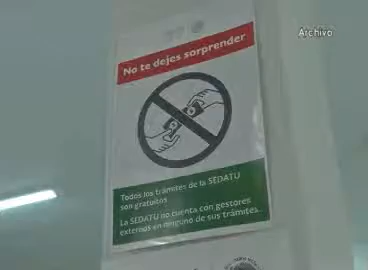 Archivo
No te dejes sorprender
Todos los trámites de la SEDATU
son gratuitos
La SEDATU no cuenta con gestores
externos en ninguno de sus trámites.